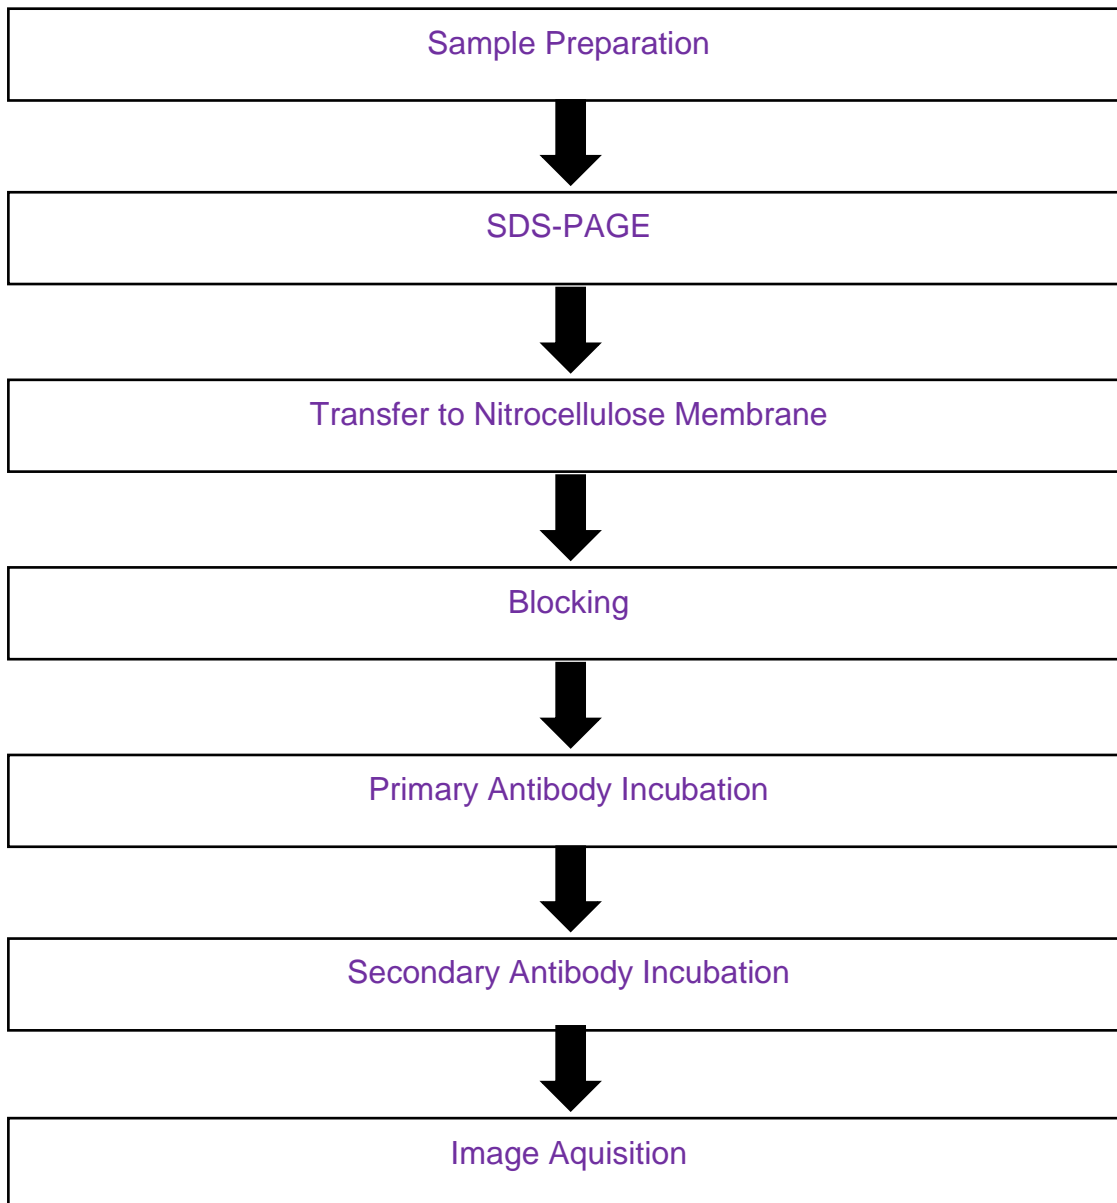 Sample Preparation
SDS-PAGE
Transfer to Nitrocellulose Membrane
Blocking
Primary Antibody Incubation
Secondary Antibody Incubation
Image Aquisition